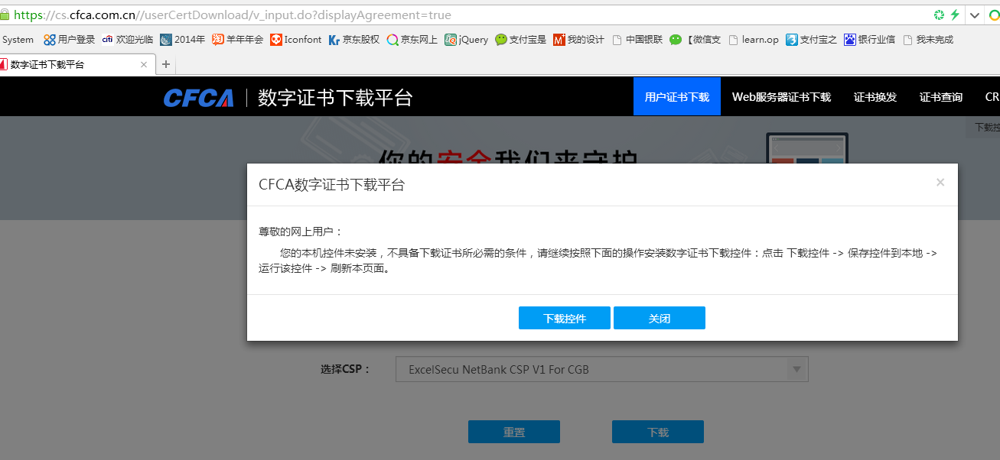 https://cs.cfca.com.cn//userCertDownload/v_input.do?displayAgreement=true
System 用户登录 citi 欢迎光临 2014年 淘 羊年年会 Iconfont Kr 京东股权 京东网上 jQuery 支付宝是 M 我的设计 中国银联 【微信支 learn.op 支付宝之 银行业信 我未完成
数字证书下载平台 × +
CFCA 数字证书下载平台 用户证书下载 Web服务器证书下载 证书换发 证书查询 CR
下载控
你的安全我们来守护
CFCA数字证书下载平台 ×
尊敬的网上用户：
您的本机控件未安装，不具备下载证书所必需的条件，请继续按照下面的操作安装数字证书下载控件：点击 下载控件 -> 保存控件到本地 ->
运行该控件 -> 刷新本页面。
下载控件 关闭
选择CSP： ExcelSecu NetBank CSP V1 For CGB
重置 下载